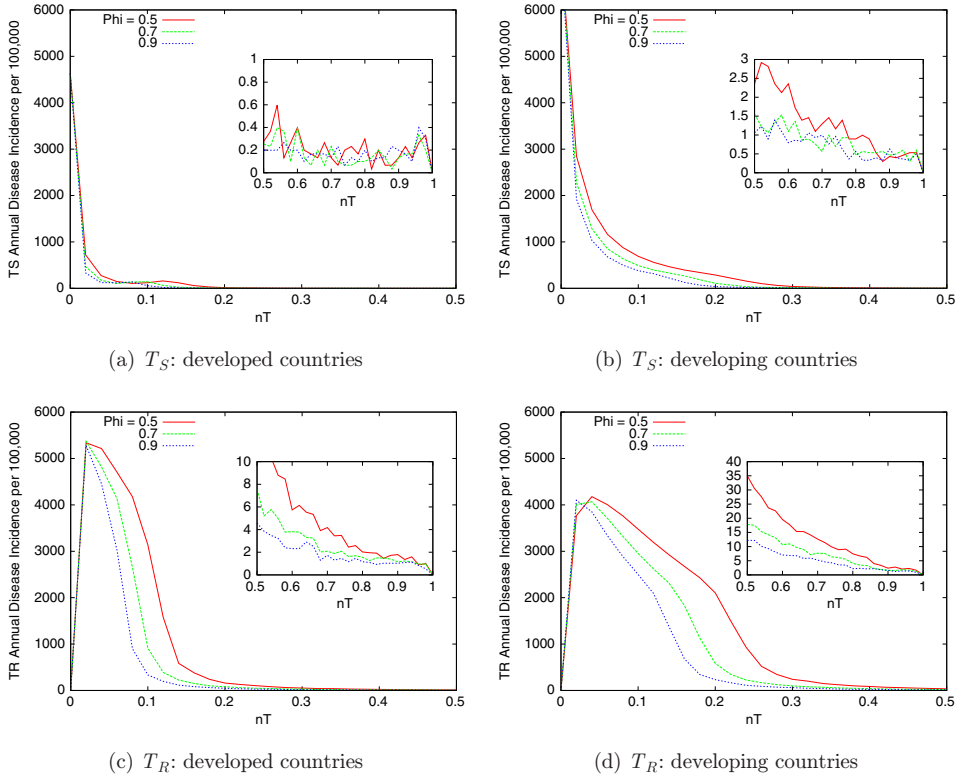 TS Annual Disease Incidence per 100,000
6000
5000
4000
3000
2000
1000
0
Phi = 0.5
0.7
0.9
1
0.8
0.6
0.4
0.2
0
0.5 0.6 0.7 0.8 0.9 1
nT
0 0.1 0.2 0.3 0.4 0.5
nT
(a) T_S: developed countries
TS Annual Disease Incidence per 100,000
6000
5000
4000
3000
2000
1000
0
Phi = 0.5
0.7
0.9
3
2.5
2
1.5
1
0.5
0
0.5 0.6 0.7 0.8 0.9 1
nT
0 0.1 0.2 0.3 0.4 0.5
nT
(b) T_S: developing countries
TR Annual Disease Incidence per 100,000
6000
5000
4000
3000
2000
1000
0
Phi = 0.5
0.7
0.9
10
8
6
4
2
0
0.5 0.6 0.7 0.8 0.9 1
nT
0 0.1 0.2 0.3 0.4 0.5
nT
(c) T_R: developed countries
TR Annual Disease Incidence per 100,000
6000
5000
4000
3000
2000
1000
0
Phi = 0.5
0.7
0.9
40
35
30
25
20
15
10
5
0
0.5 0.6 0.7 0.8 0.9 1
nT
0 0.1 0.2 0.3 0.4 0.5
nT
(d) T_R: developing countries